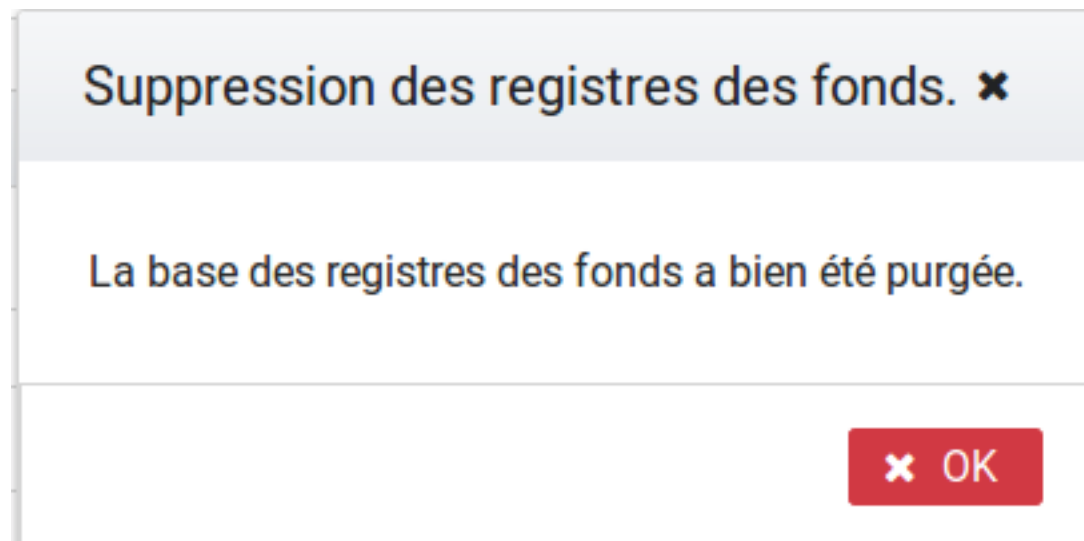 Suppression des registres des fonds.
La base des registres des fonds a bien été purgée.
OK